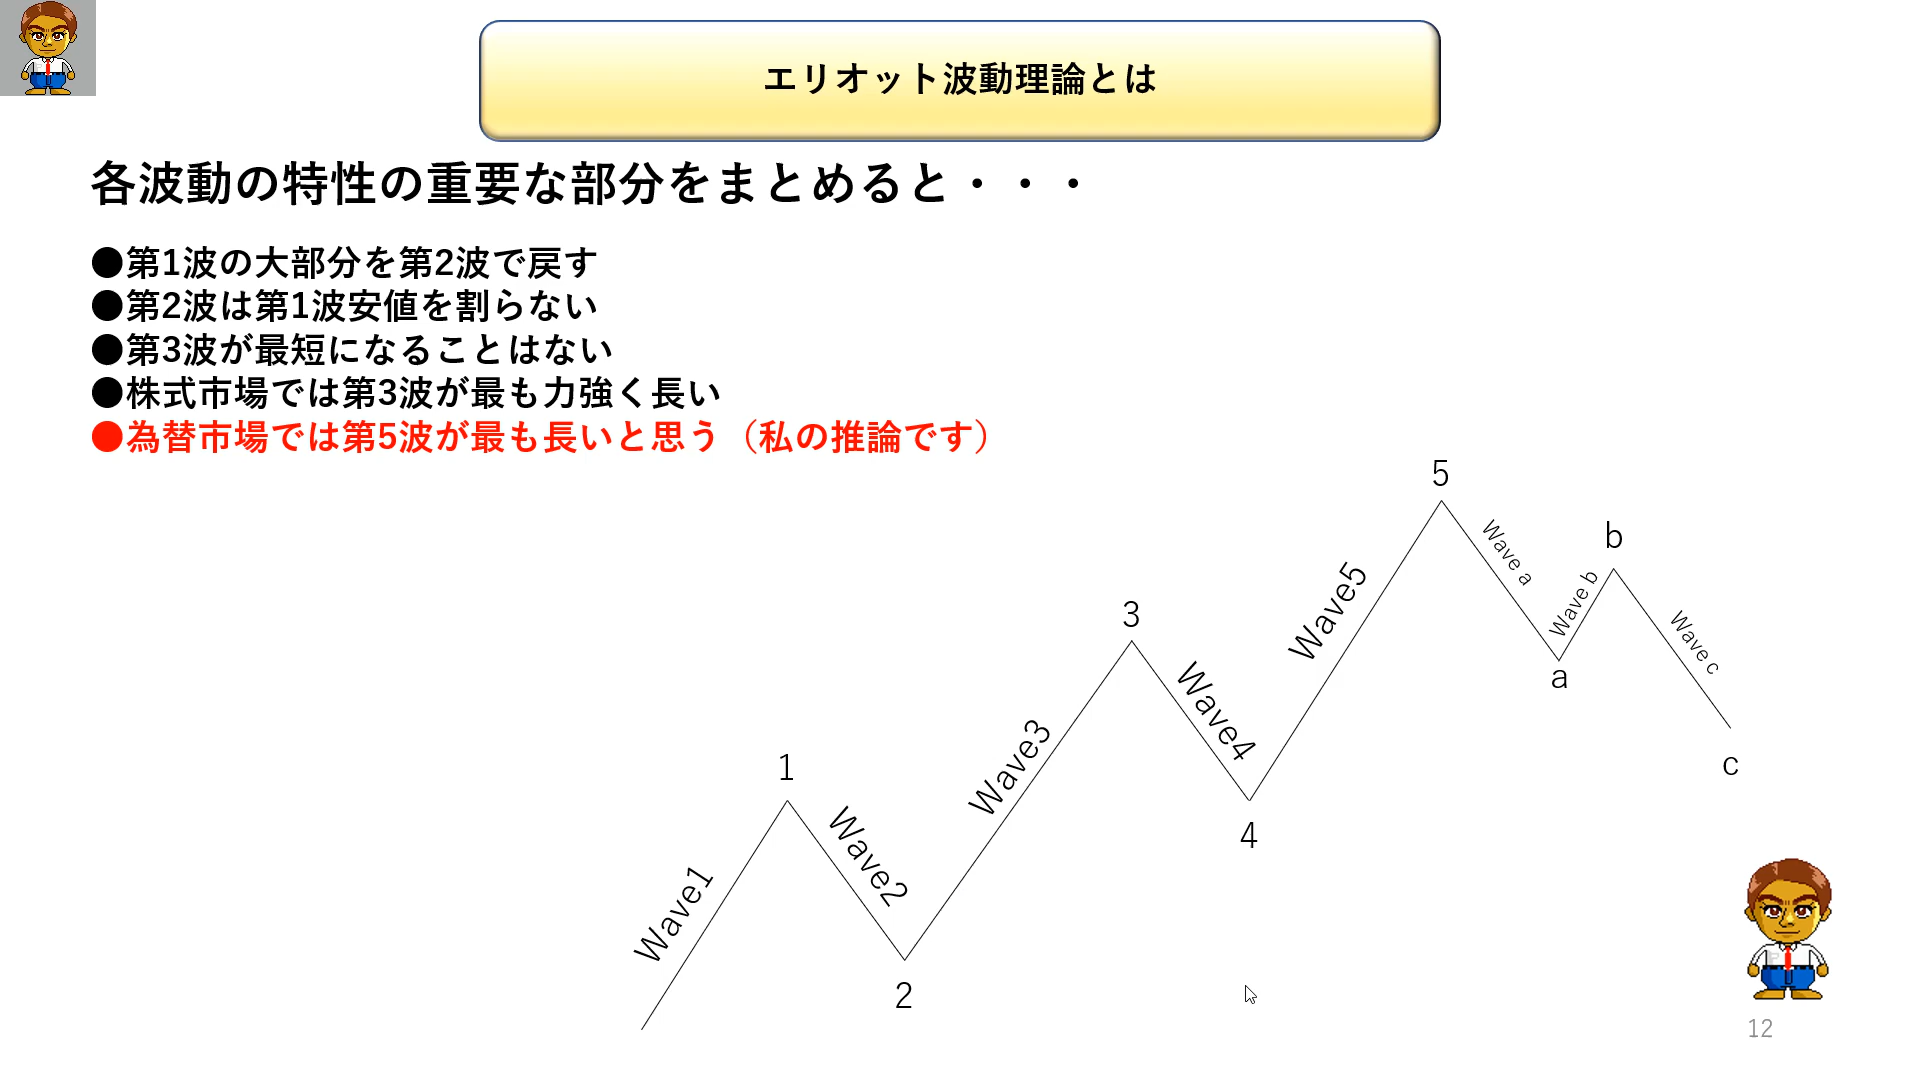 エリオット波動理論とは
各波動の特性の重要な部分をまとめると・・・
●第1波の大部分を第2波で戻す
●第2波は第1波安値を割らない
●第3波が最短になることはない
●株式市場では第3波が最も力強く長い
●為替市場では第5波が最も長いと思う（私の推論です）
5
Wave a
b
Wave b
Wave5
3
Wave c
a
Wave4
Wave3
1
c
4
Wave2
Wave1
2
12